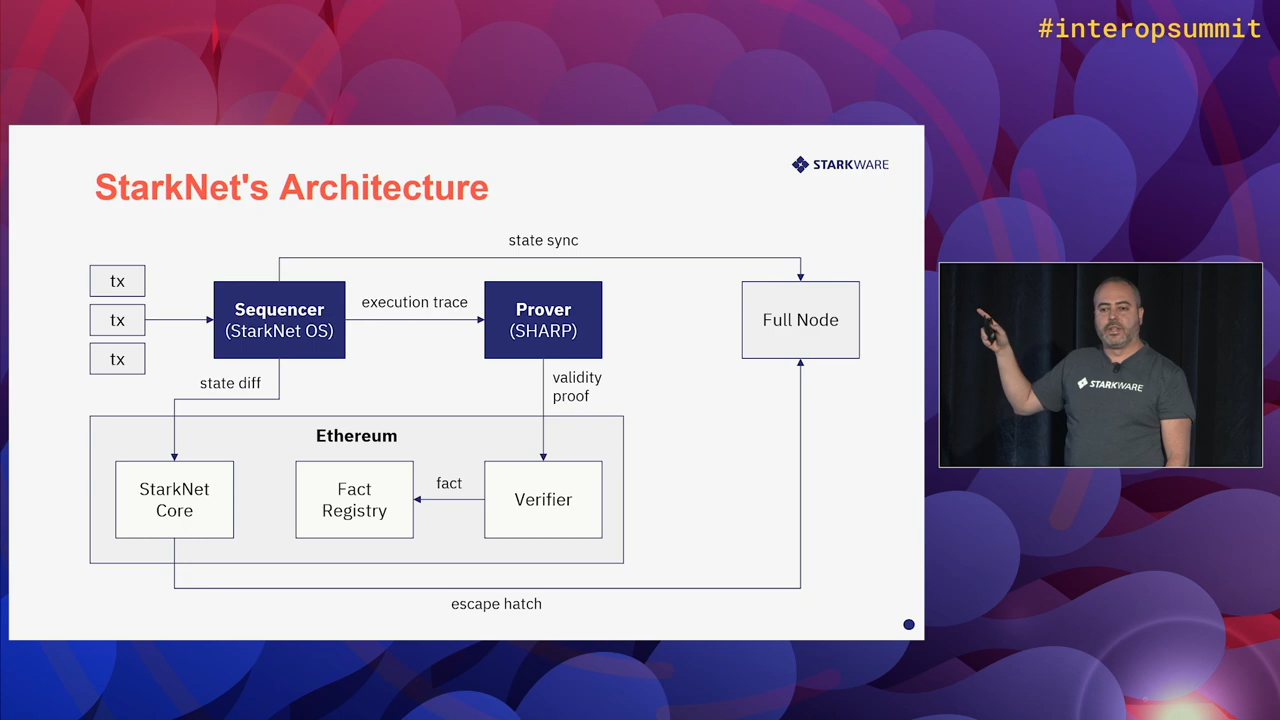 #interopsummit
STARKWARE
StarkNet's Architecture
state sync
tx
tx
tx
Sequencer
(StarkNet OS)
execution trace
Prover
(SHARP)
Full Node
state diff
validity
proof
Ethereum
StarkNet
Core
Fact
Registry
fact
Verifier
escape hatch
STARKWARE